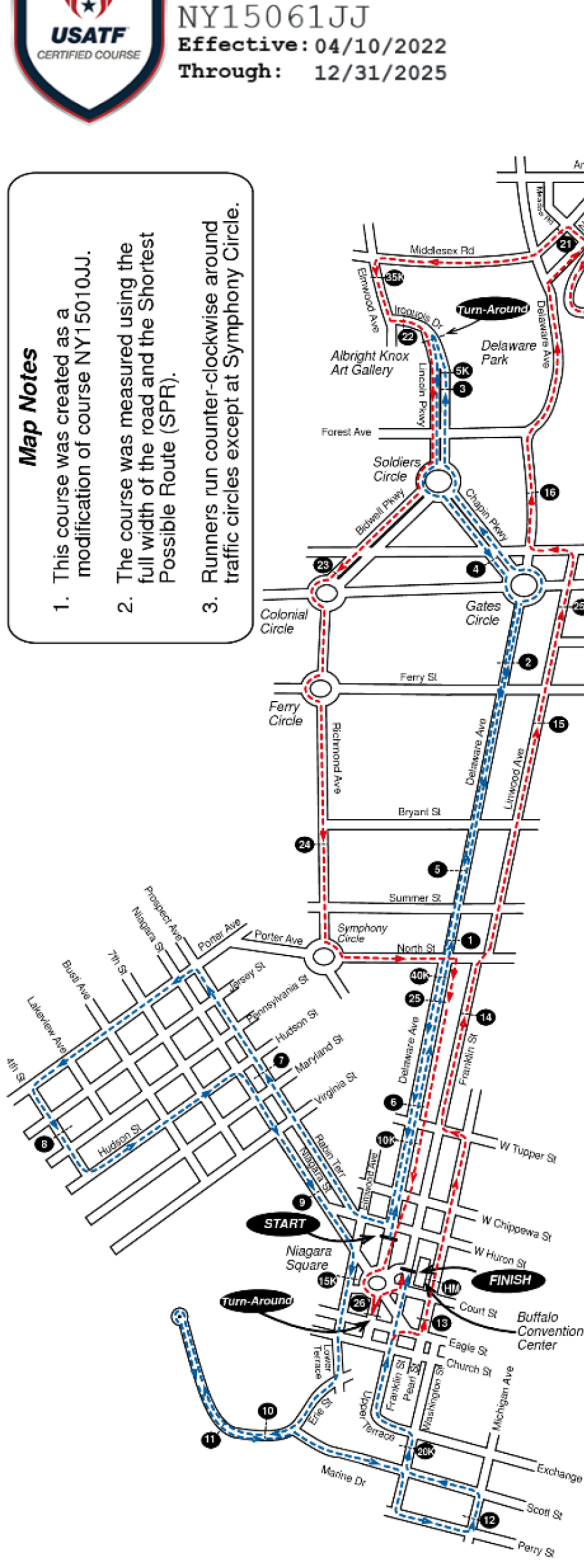 USATF
CERTIFIED COURSE
NY15061JJ
Effective: 04/10/2022
Through: 12/31/2025
Map Notes
1. This course was created as a
modification of course NY15010JJ.
2. The course was measured using the
full width of the road and the Shortest
Possible Route (SPR).
3. Runners run counter-clockwise around
traffic circles except at Symphony Circle.
Meade Rd
21
Middlesex Rd
35K
Elmwood Ave
Iroquois Dr
Turn-Around
22
Albright Knox
Art Gallery
Delaware
Park
Delaware Ave
5K
3
Lincoln Pkwy
Forest Ave
Soldiers
Circle
16
Bidwell Pkwy
Chapin Pkwy
23
4
Colonial
Circle
Gates
Circle
2
Ferry St
Ferry
Circle
15
Richmond Ave
Delaware Ave
Linwood Ave
Bryant St
24
5
Summer St
Prospect Ave
Niagara St
7th St
Busti Ave
Lakeview Ave
4th St
Porter Ave
Porter Ave
Symphony
Circle
North St
1
40K
25
14
Jersey St
Pennsylvania St
Hudson St
Maryland St
Virginia St
7
8
Hudson St
Delaware Ave
Franklin St
6
10K
W Tupper St
Rabin Terr
Niagara St
Elmwood Ave
9
START
W Chippewa St
Niagara
Square
W Huron St
15K
FINISH
HM
26
Turn-Around
Court St
13
Buffalo
Convention
Center
Eagle St
Church St
Lower
Terrace
Franklin St
Pearl St
Washington St
Michigan Ave
Erie St
Upper
Terrace
10
11
20K
Exchange
Marine Dr
Scott St
12
Perry St